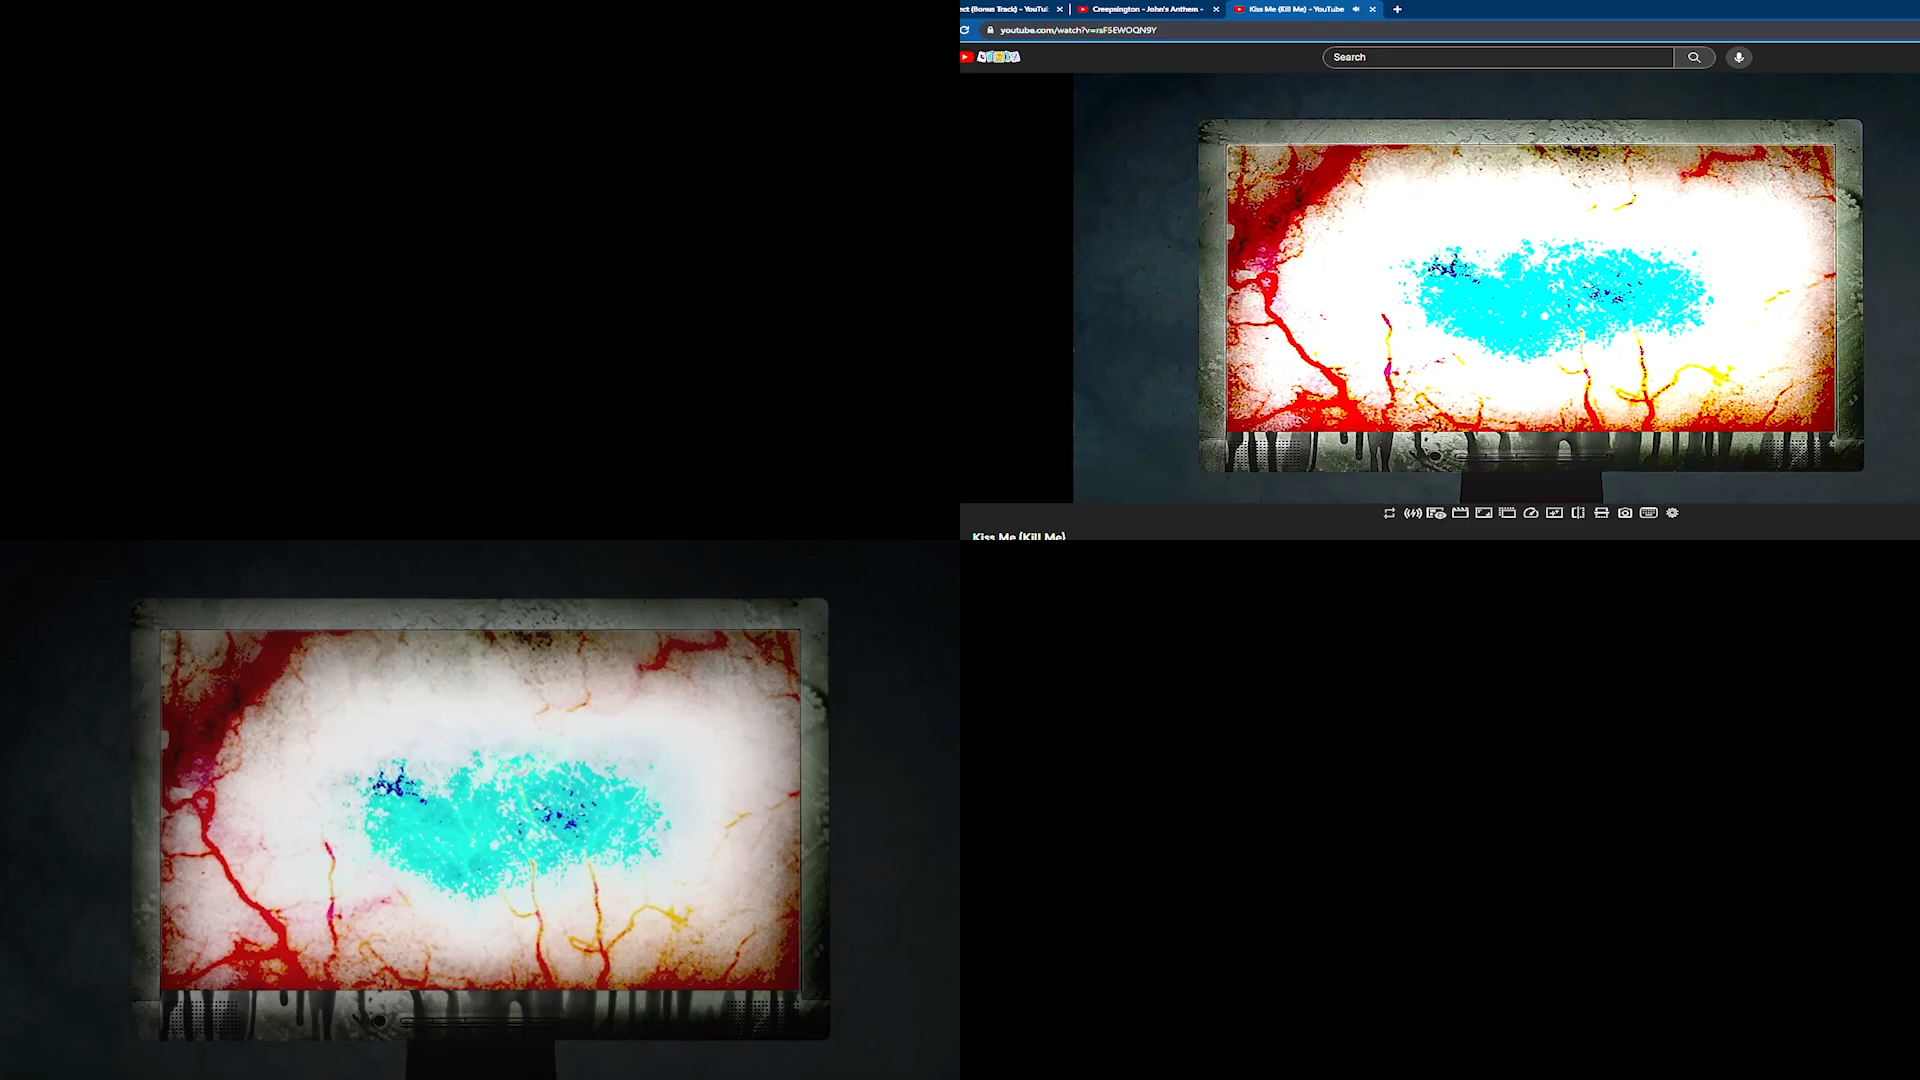 ect (Bonus Track) - YouTu
Creepsington - John's Anthem -
Kiss Me (Kill Me) - YouTube
youtube.com/watch?v=rsF5EWOQN9Y
Search
Kiss Me (Kill Me)